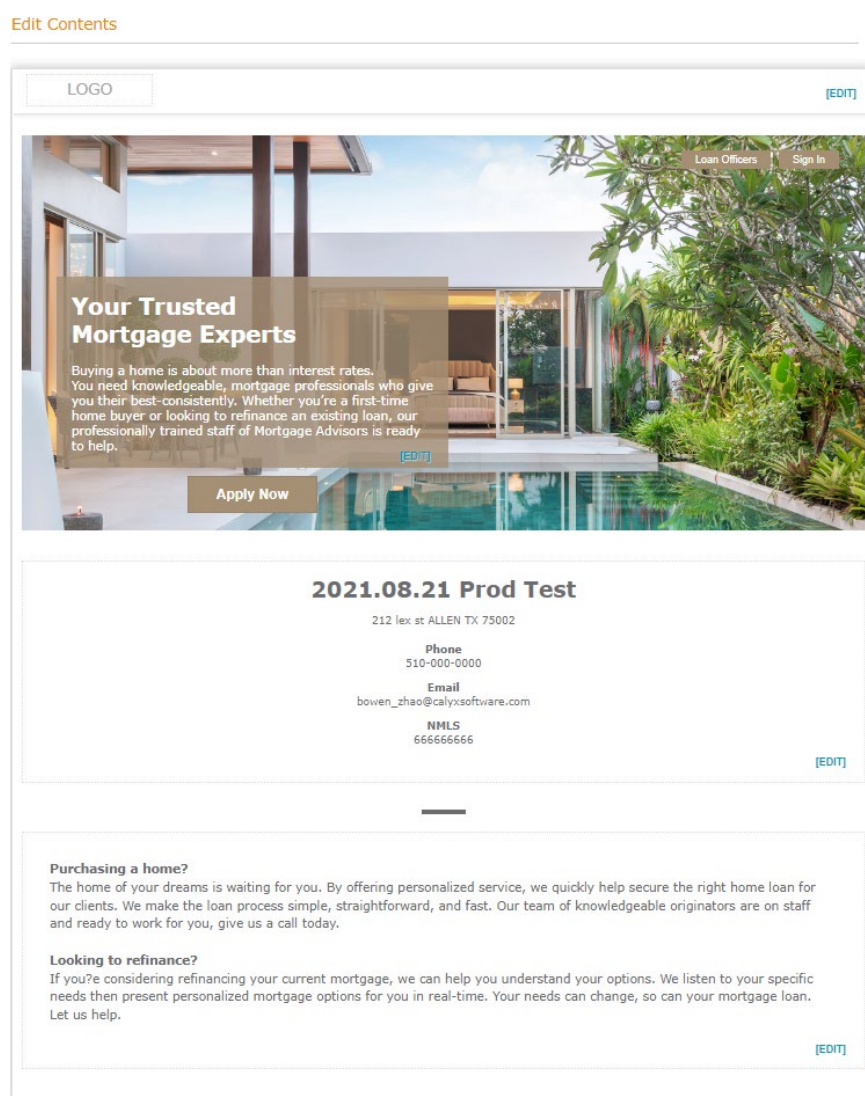 Edit Contents
LOGO
[EDIT]
Loan Officers
Sign In
Your Trusted
Mortgage Experts
Buying a home is about more than interest rates.
You need knowledgeable, mortgage professionals who give
you their best-consistently. Whether you're a first-time
home buyer or looking to refinance an existing loan, our
professionally trained staff of Mortgage Advisors is ready
to help.
[EDIT]
Apply Now
2021.08.21 Prod Test
212 lex st ALLEN TX 75002
Phone
510-000-0000
Email
bowen_zhao@calyxsoftware.com
NMLS
666666666
[EDIT]
Purchasing a home?
The home of your dreams is waiting for you. By offering personalized service, we quickly help secure the right home loan for
our clients. We make the loan process simple, straightforward, and fast. Our team of knowledgeable originators are on staff
and ready to work for you, give us a call today.
Looking to refinance?
If you?e considering refinancing your current mortgage, we can help you understand your options. We listen to your specific
needs then present personalized mortgage options for you in real-time. Your needs can change, so can your mortgage loan.
Let us help.
[EDIT]